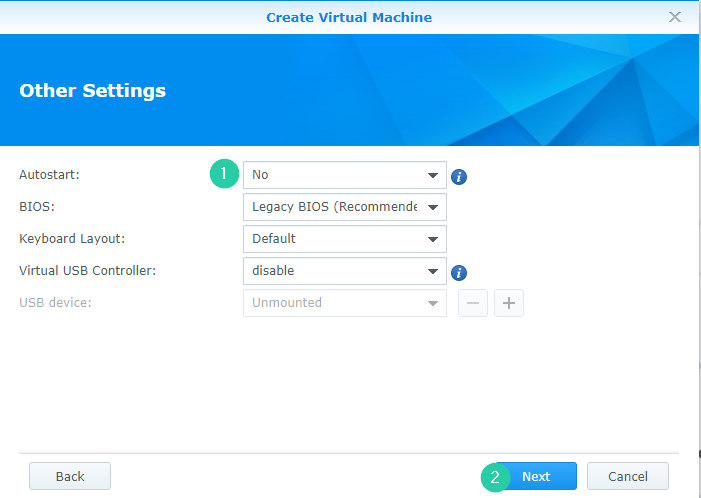 Create Virtual Machine
Other Settings
Autostart: 1 No
BIOS: Legacy BIOS (Recommende
Keyboard Layout: Default
Virtual USB Controller: disable
USB device: Unmounted
Back 2 Next Cancel